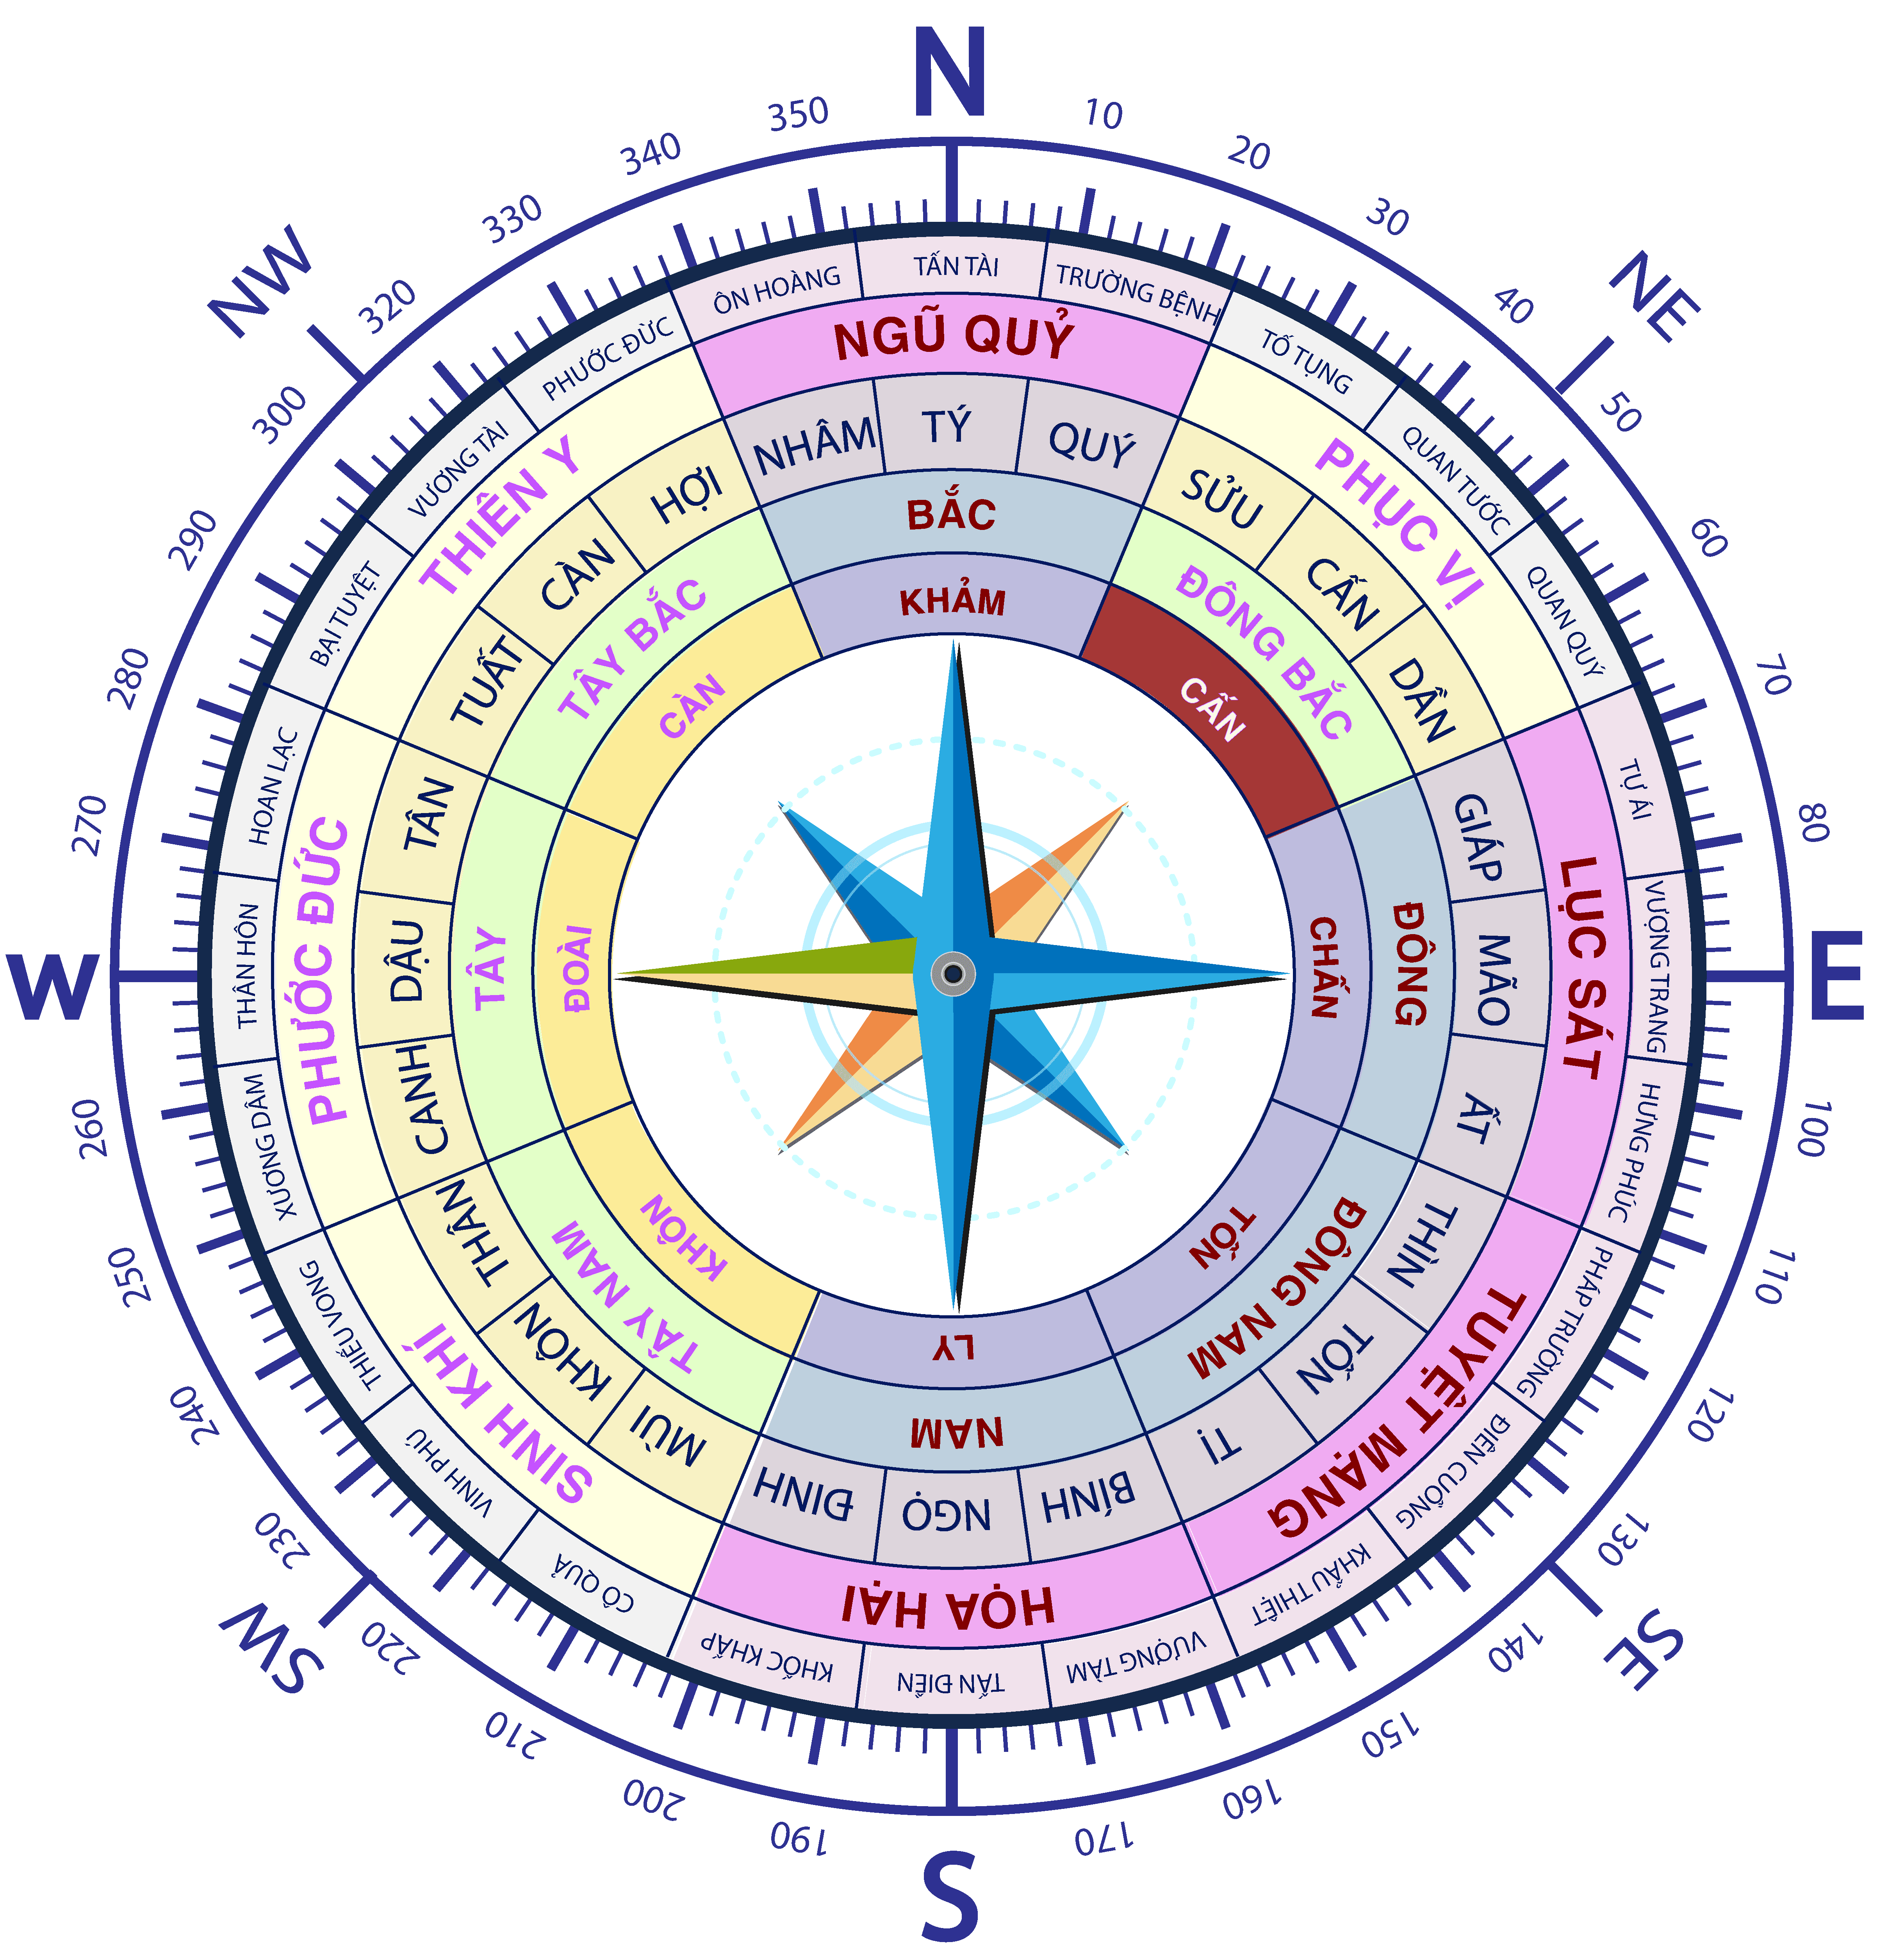 N
10
20
30
NE
40
50
60
70
80
E
100
110
120
130
SE
140
150
160
170
S
190
200
210
220
SW
230
240
250
260
W
270
280
290
300
NW
320
330
340
350
TẤN TÀI
TRƯỜNG BỆNH
TỐ TỤNG
QUAN TƯỚC
QUAN QUÝ
TỰ ÁI
VƯỢNG TRANG
HƯNG PHÚC
PHÁP TRƯỜNG
ĐIÊN CUỒNG
KHẨU THIỆT
VƯỢNG TÀM
TẤN ĐIỀN
KHỐC KHẤP
CÔ QUẢ
VINH PHÚ
THIẾU VONG
XƯƠNG DÂM
THÂN HÔN
HOAN LẠC
BẠI TUYỆT
VƯƠNG TÀI
PHƯỚC ĐỨC
ÔN HOÀNG
NGŨ QUỶ
PHỤC VỊ
LỤC SÁT
TUYỆT MẠNG
HỌA HẠI
SINH KHÍ
PHƯỚC ĐỨC
THIÊN Y
NHÂM
TÝ
QUÝ
SỬU
CẤN
DẦN
GIÁP
MÃO
ẤT
THÌN
TỐN
TỊ
BÍNH
NGỌ
ĐINH
MÙI
KHÔN
THÂN
CANH
DẬU
TÂN
TUẤT
CÀN
HỢI
BẮC
ĐÔNG BẮC
ĐÔNG
ĐÔNG NAM
NAM
TÂY NAM
TÂY
TÂY BẮC
KHẢM
CẤN
CHẤN
TỐN
LY
KHÔN
ĐOÀI
CÀN